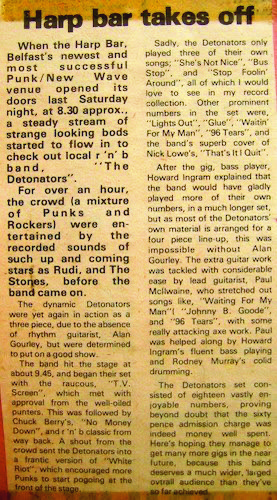 Harp bar takes off
When the Harp Bar,
Belfast's newest and
most successful
Punk/New Wave
venue opened its
doors last Saturday
night, at 8.30 approx.,
a steady stream of
strange looking bods
started to flow in to
check out local r 'n' b
band, "The
Detonators".
For over an hour,
the crowd (a mixture
of Punks and
Rockers) were en-
tertained by the
recorded sounds of
such up and coming
stars as Rudi, and The
Stones, before the
band came on.
The dynamic Detonators
were yet again in action as a
three piece, due to the absence
of rhythm guitarist, Alan
Gourley, but were determined
to put on a good show.
The band hit the stage at
about 9.45, and began their set
with the raucous, "T.V.
Screen", which met with
approval from the well-oiled
punters. This was followed by
Chuck Berry's, "No Money
Down", and r 'n' b classic from
way back. A shout from the
crowd sent the Detonators into
a frantic version of "White
Riot", which encouraged more
Punks to start pogoing at the
front of the stage.
Sadly, the Detonators only
played three of their own
songs; "She's Not Nice", "Bus
Stop", and "Stop Foolin'
Around", all of which I would
love to see in my record
collection. Other prominent
numbers in the set were,
"Lights Out", "Glue", "Waitin'
For My Man", "96 Tears", and
the band's superb cover of
Nick Lowe's, "That's It I Quit".
After the gig, bass player,
Howard Ingram explained that
the band would have gladly
played more of their own
numbers, in a much longer set,
but as most of the Detonators'
own material is arranged for a
four piece line-up, this was
impossible without Alan
Gourley. The extra guitar work
was tackled with considerable
ease by lead guitarist, Paul
McIlwaine, who stretched out
songs like, "Waiting For My
Man"( "Johnny B. Goode",
and "96 Tears", with some
really attacking axe work. Paul
was helped along by Howard
Ingram's fluent bass playing
and Rodney Murray's cold
drumming.
The Detonators set con-
sisted of eighteen vastly en-
joyable numbers, proving
beyond doubt that the sixty
pence admission charge was
indeed money well spent.
Here's hoping they manage to
get many more gigs in the near
future, because this band
deserves a much wider, larged
overall audience than they've
so far achieved.